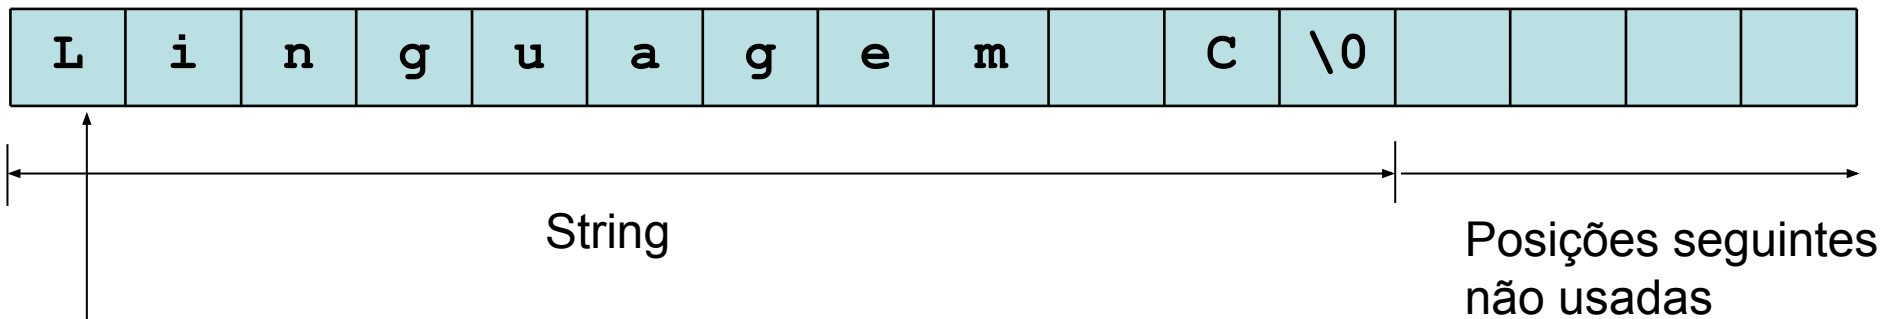 L i n g u a g e m C \0
String
Posições seguintes
não usadas